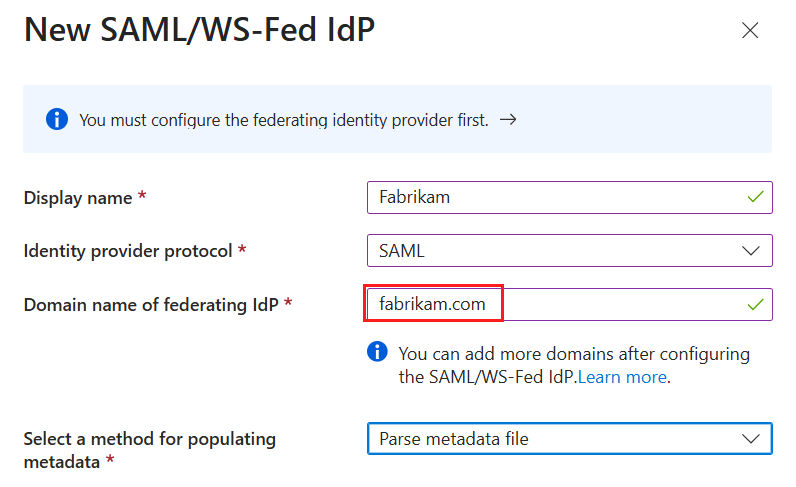 New SAML/WS-Fed IdP
You must configure the federating identity provider first.
Display name *
Fabrikam
Identity provider protocol *
SAML
Domain name of federating IdP *
fabrikam.com
You can add more domains after configuring
the SAML/WS-Fed IdP.Learn more.
Select a method for populating
metadata *
Parse metadata file